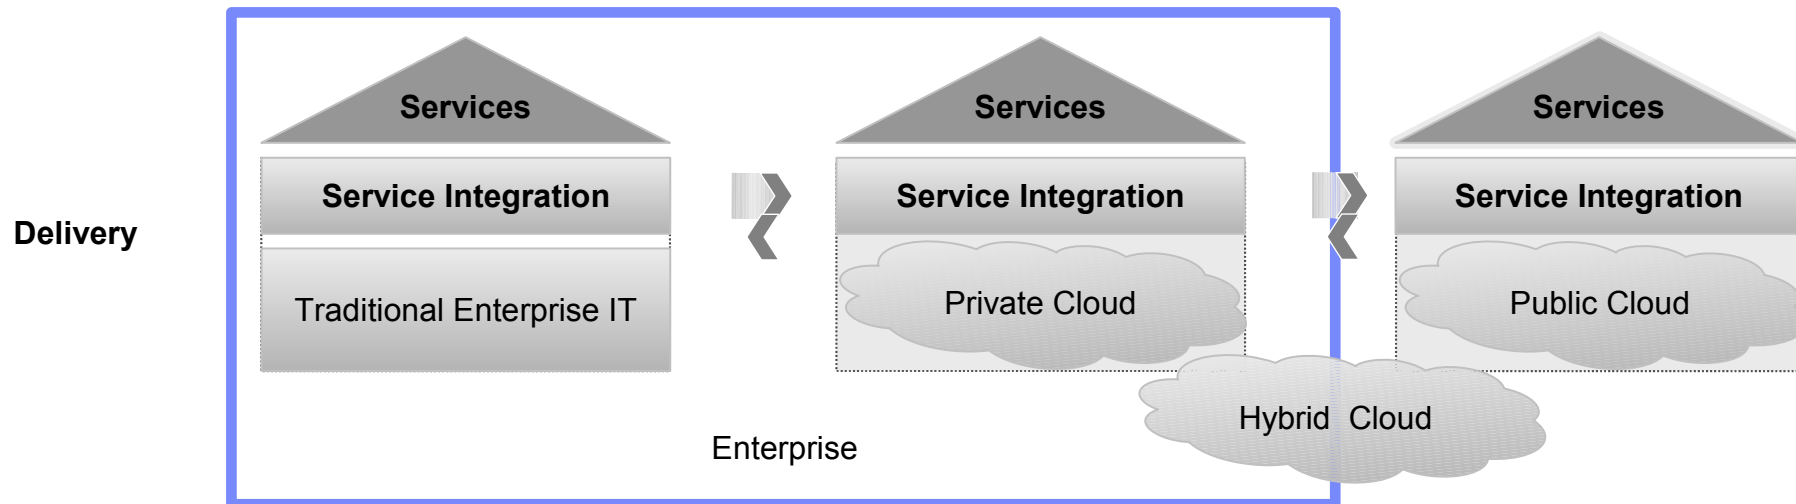 Services
Services
Services
Service Integration
Service Integration
Service Integration
Delivery
Traditional Enterprise IT
Private Cloud
Public Cloud
Hybrid Cloud
Enterprise